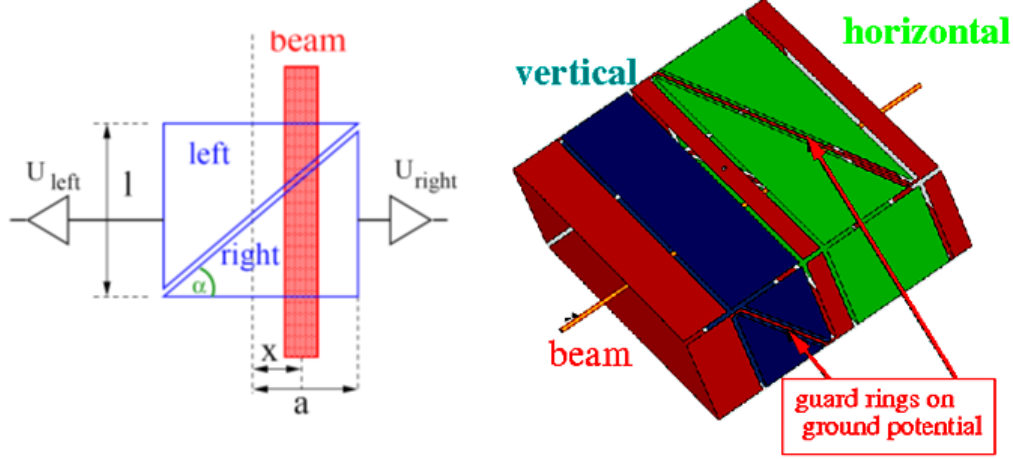 beam
left
U left
l
U right
right
α
x
a
horizontal
vertical
beam
guard rings on
ground potential